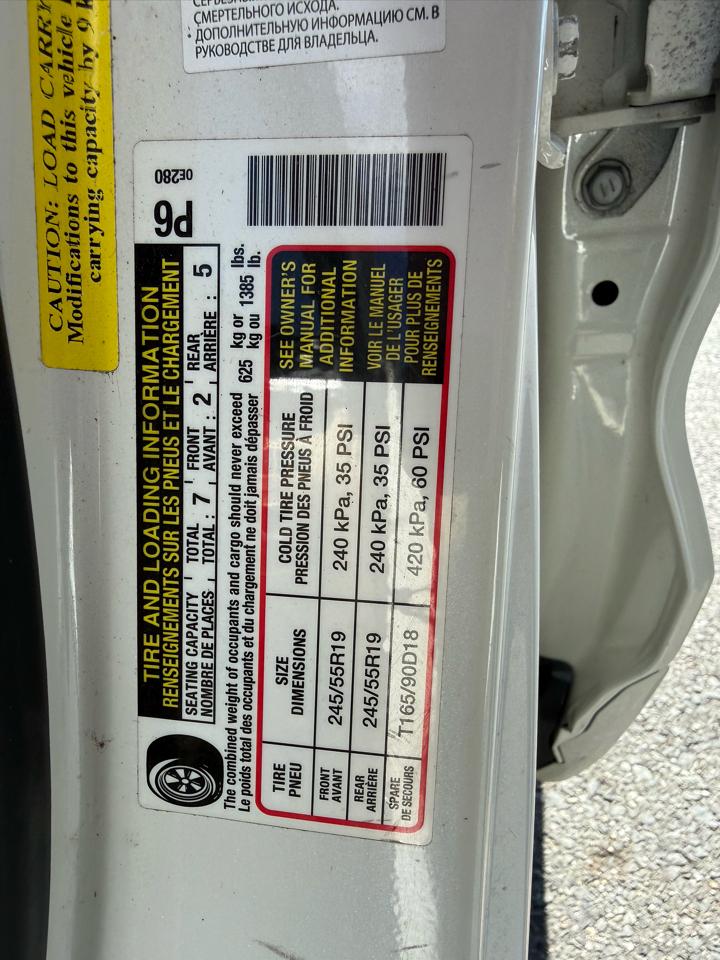 СМЕРТЕЛЬНОГО ИСХОДА.
ДОПОЛНИТЕЛЬНУЮ ИНФОРМАЦИЮ СМ. В
РУКОВОДСТВЕ ДЛЯ ВЛАДЕЛЬЦА.
CAUTION: LOAD CARRY
Modifications to this vehicle
carrying capacity by 9 k
P6
0E280
TIRE AND LOADING INFORMATION
RENSEIGNEMENTS SUR LES PNEUS ET LE CHARGEMENT
SEATING CAPACITY TOTAL FRONT REAR
NOMBRE DE PLACES TOTAL : 7 AVANT : 2 ARRIÈRE : 5
The combined weight of occupants and cargo should never exceed 625 kg or 1385 lbs.
Le poids total des occupants et du chargement ne doit jamais dépasser kg ou lb.
TIRE SIZE COLD TIRE PRESSURE
PNEU DIMENSIONS PRESSION DES PNEUS À FROID
FRONT
AVANT 245/55R19 240 kPa, 35 PSI
REAR
ARRIÈRE 245/55R19 240 kPa, 35 PSI
SPARE
DE SECOURS T165/90D18 420 kPa, 60 PSI
SEE OWNER'S
MANUAL FOR
ADDITIONAL
INFORMATION
VOIR LE MANUEL
DE L'USAGER
POUR PLUS DE
RENSEIGNEMENTS